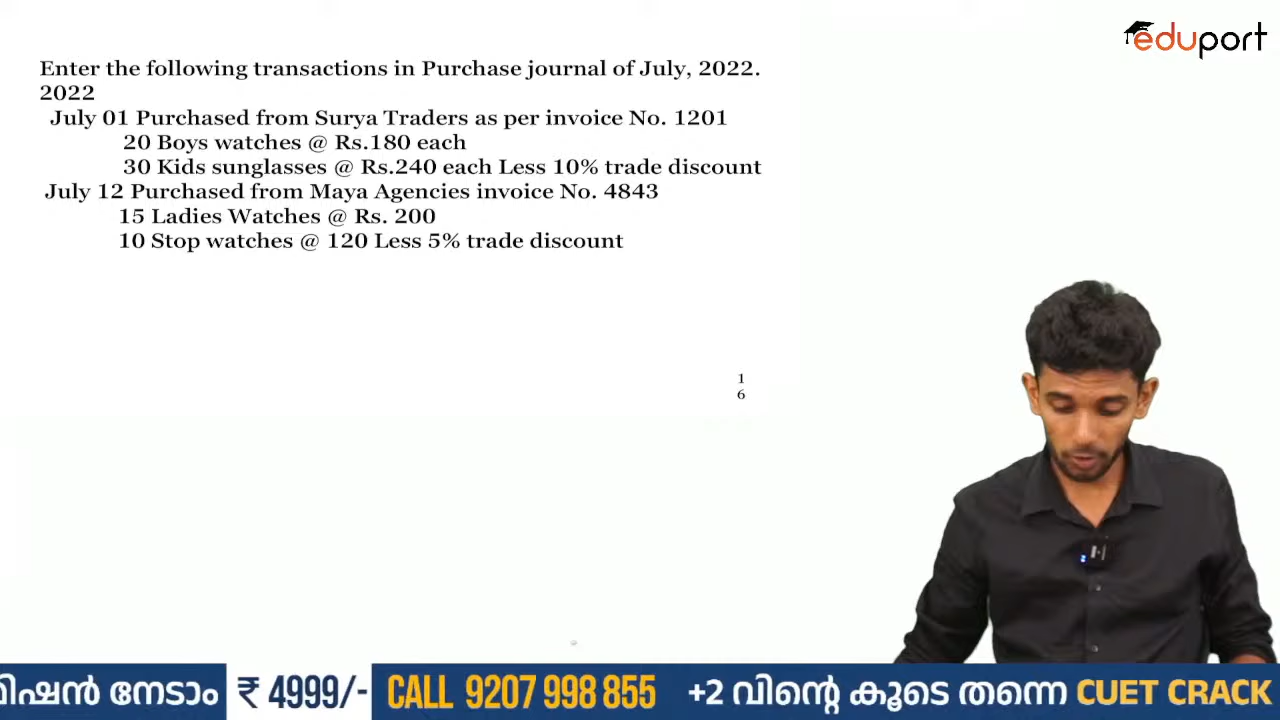 eduport
Enter the following transactions in Purchase journal of July, 2022.
2022
July 01 Purchased from Surya Traders as per invoice No. 1201
20 Boys watches @ Rs.180 each
30 Kids sunglasses @ Rs.240 each Less 10% trade discount
July 12 Purchased from Maya Agencies invoice No. 4843
15 Ladies Watches @ Rs. 200
10 Stop watches @ 120 Less 5% trade discount
1
6
മിഷൻ നേടാം ₹ 4999/- CALL 9207 998 855 +2 വിന്റെ കൂടെ തന്നെ CUET CRACK